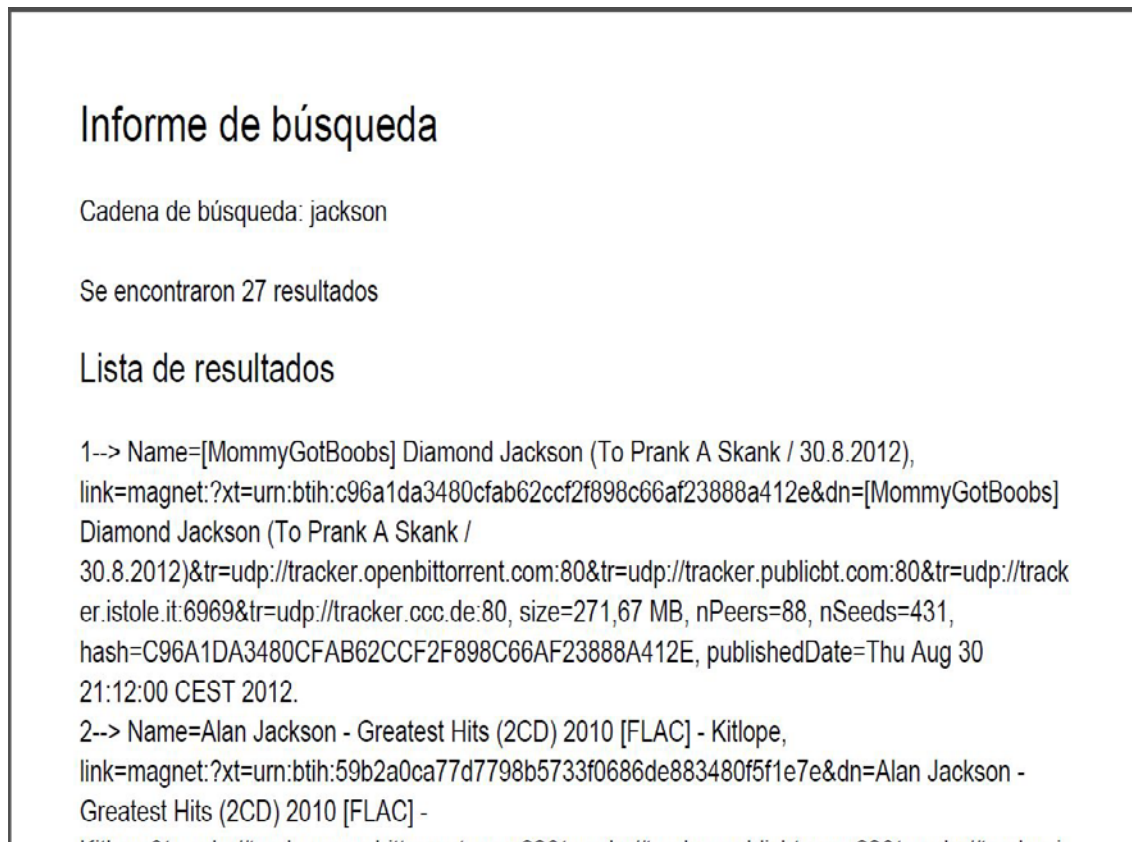 Informe de búsqueda
Cadena de búsqueda: jackson
Se encontraron 27 resultados
Lista de resultados
1--> Name=[MommyGotBoobs] Diamond Jackson (To Prank A Skank / 30.8.2012),
link=magnet:?xt=urn:btih:c96a1da3480cfab62ccf2f898c66af23888a412e&dn=[MommyGotBoobs]
Diamond Jackson (To Prank A Skank /
30.8.2012)&tr=udp://tracker.openbittorrent.com:80&tr=udp://tracker.publicbt.com:80&tr=udp://track
er.istole.it:6969&tr=udp://tracker.ccc.de:80, size=271,67 MB, nPeers=88, nSeeds=431,
hash=C96A1DA3480CFAB62CCF2F898C66AF23888A412E, publishedDate=Thu Aug 30
21:12:00 CEST 2012.
2--> Name=Alan Jackson - Greatest Hits (2CD) 2010 [FLAC] - Kitlope,
link=magnet:?xt=urn:btih:59b2a0ca77d7798b5733f0686de883480f5f1e7e&dn=Alan Jackson -
Greatest Hits (2CD) 2010 [FLAC] -